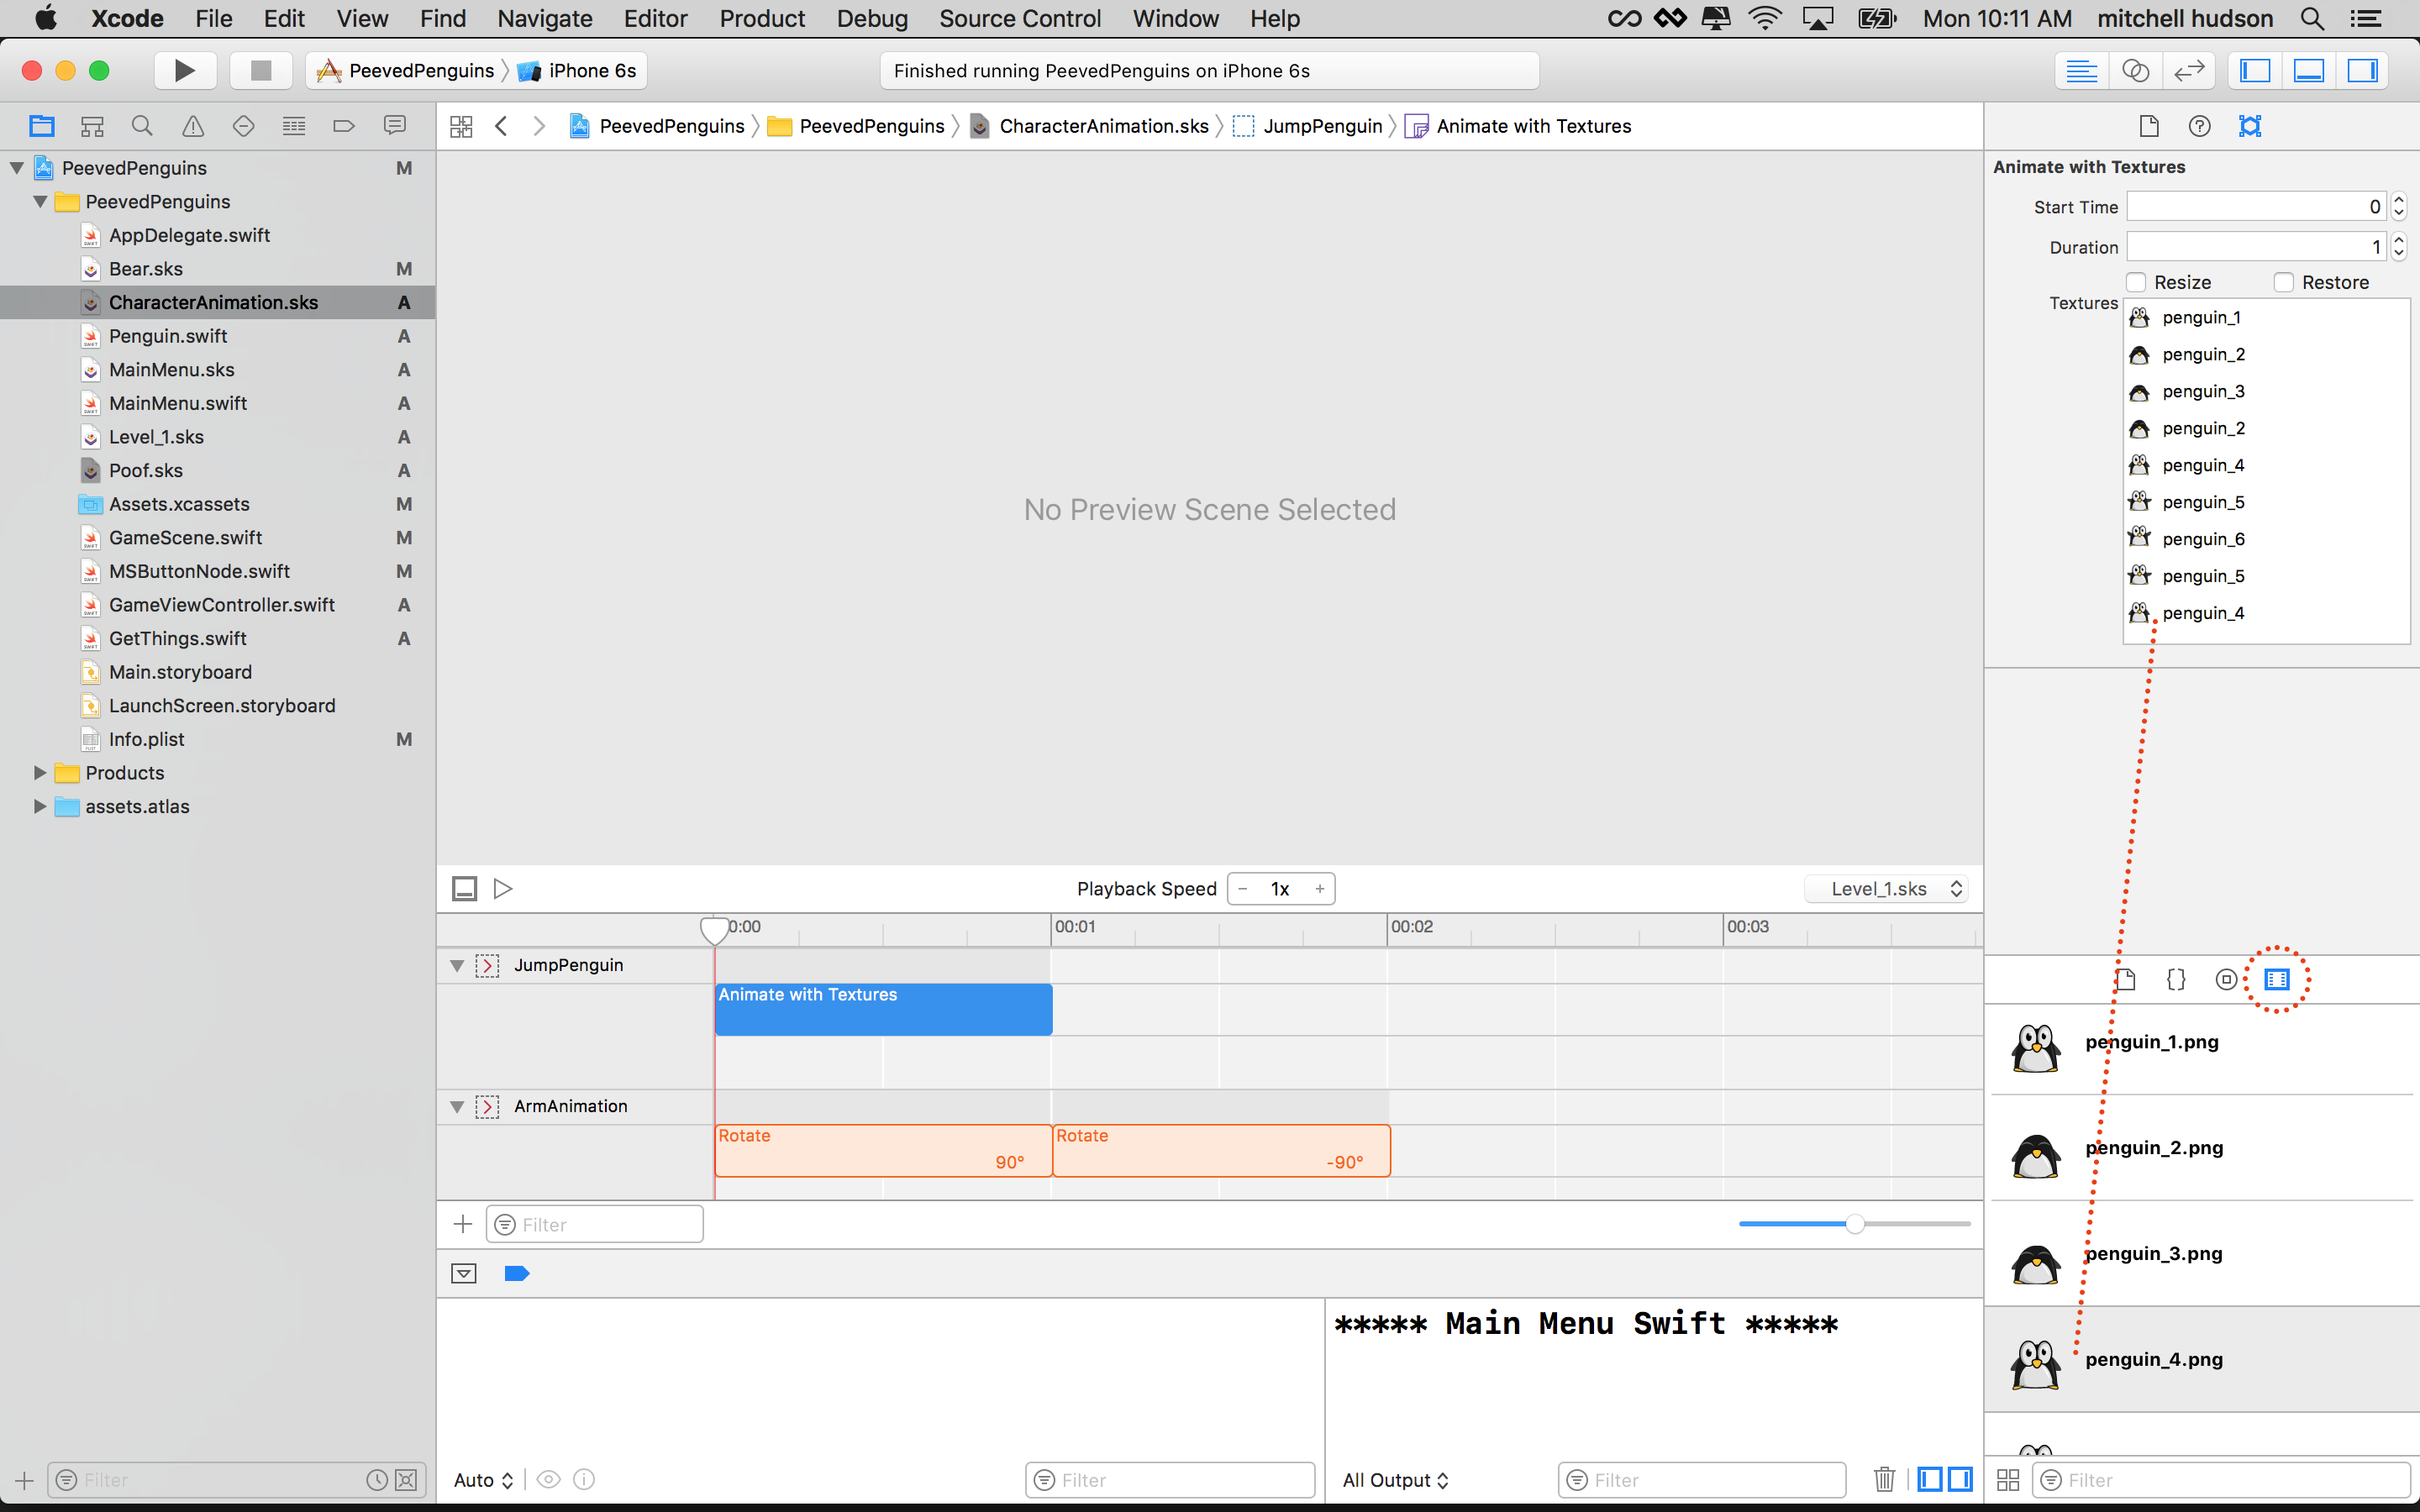 Xcode File Edit View Find Navigate Editor Product Debug Source Control Window Help Mon 10:11 AM mitchell hudson
PeevedPenguins iPhone 6s
Finished running PeevedPenguins on iPhone 6s
PeevedPenguins PeevedPenguins CharacterAnimation.sks JumpPenguin Animate with Textures
PeevedPenguins M
PeevedPenguins
AppDelegate.swift
Bear.sks M
CharacterAnimation.sks A
Penguin.swift A
MainMenu.sks A
MainMenu.swift A
Level_1.sks A
Poof.sks A
Assets.xcassets M
GameScene.swift M
MSButtonNode.swift M
GameViewController.swift A
GetThings.swift A
Main.storyboard
LaunchScreen.storyboard
Info.plist M
Products
assets.atlas
Filter
No Preview Scene Selected
Playback Speed - 1x + Level_1.sks
0:00 00:01 00:02 00:03
JumpPenguin
Animate with Textures
ArmAnimation
Rotate 90° Rotate -90°
Filter
***** Main Menu Swift *****
Auto Filter All Output Filter
Animate with Textures
Start Time 0
Duration 1
Resize Restore
Textures
penguin_1
penguin_2
penguin_3
penguin_2
penguin_4
penguin_5
penguin_6
penguin_5
penguin_4
{}
penguin_1.png
penguin_2.png
penguin_3.png
penguin_4.png
Filter